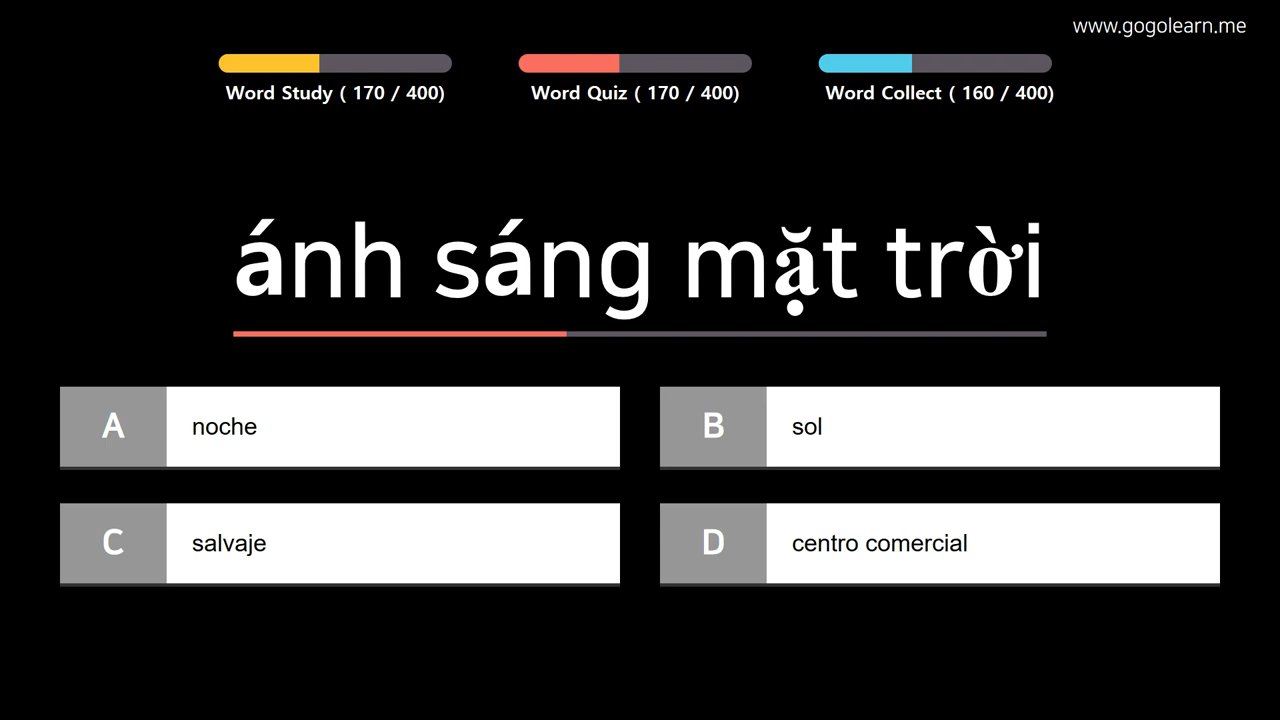 www.gogolearn.me
Word Study ( 170 / 400)
Word Quiz ( 170 / 400)
Word Collect ( 160 / 400)
ánh sáng mặt trời
A noche
B sol
C salvaje
D centro comercial